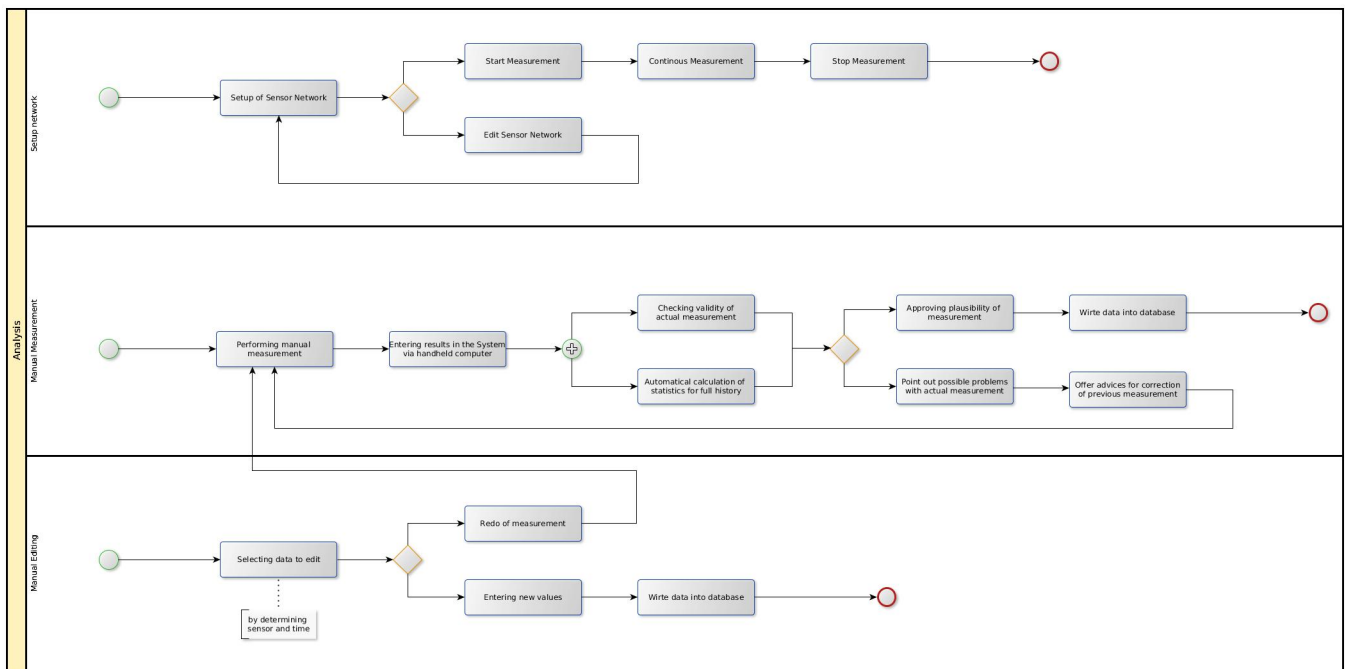 Analysis
Setup network
Setup of Sensor Network
Start Measurement
Continous Measurement
Stop Measurement
Edit Sensor Network
Manual Measurement
Performing manual
measurement
Entering results in the System
via handheld computer
Checking validity of
actual measurement
Automatical calculation of
statistics for full history
Approving plausibility of
measurement
Wirte data into database
Point out possible problems
with actual measurement
Offer advices for correction
of previous measurement
Manual Editing
Selecting data to edit
by determining
sensor and time
Redo of measurement
Entering new values
Wirte data into database